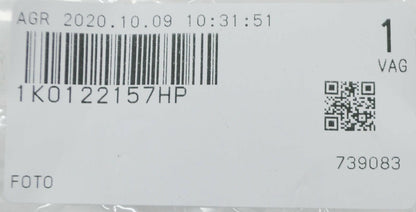 AGR 2020.10.09 10:31:51
1
VAG
1K0122157HP
739083
FOTO